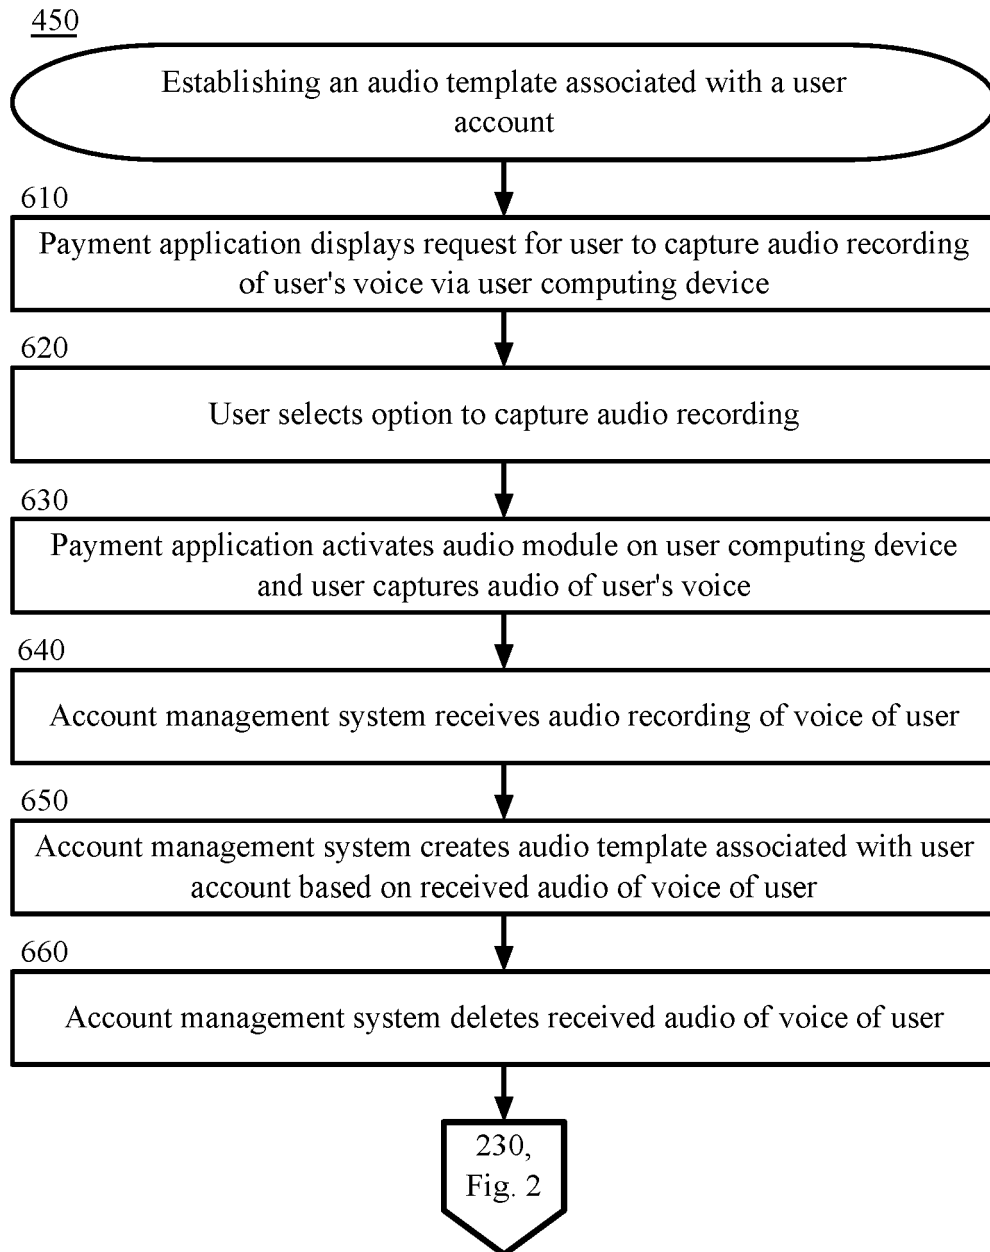 450
Establishing an audio template associated with a user
account
610
Payment application displays request for user to capture audio recording
of user's voice via user computing device
620
User selects option to capture audio recording
630
Payment application activates audio module on user computing device
and user captures audio of user's voice
640
Account management system receives audio recording of voice of user
650
Account management system creates audio template associated with user
account based on received audio of voice of user
660
Account management system deletes received audio of voice of user
230,
Fig. 2